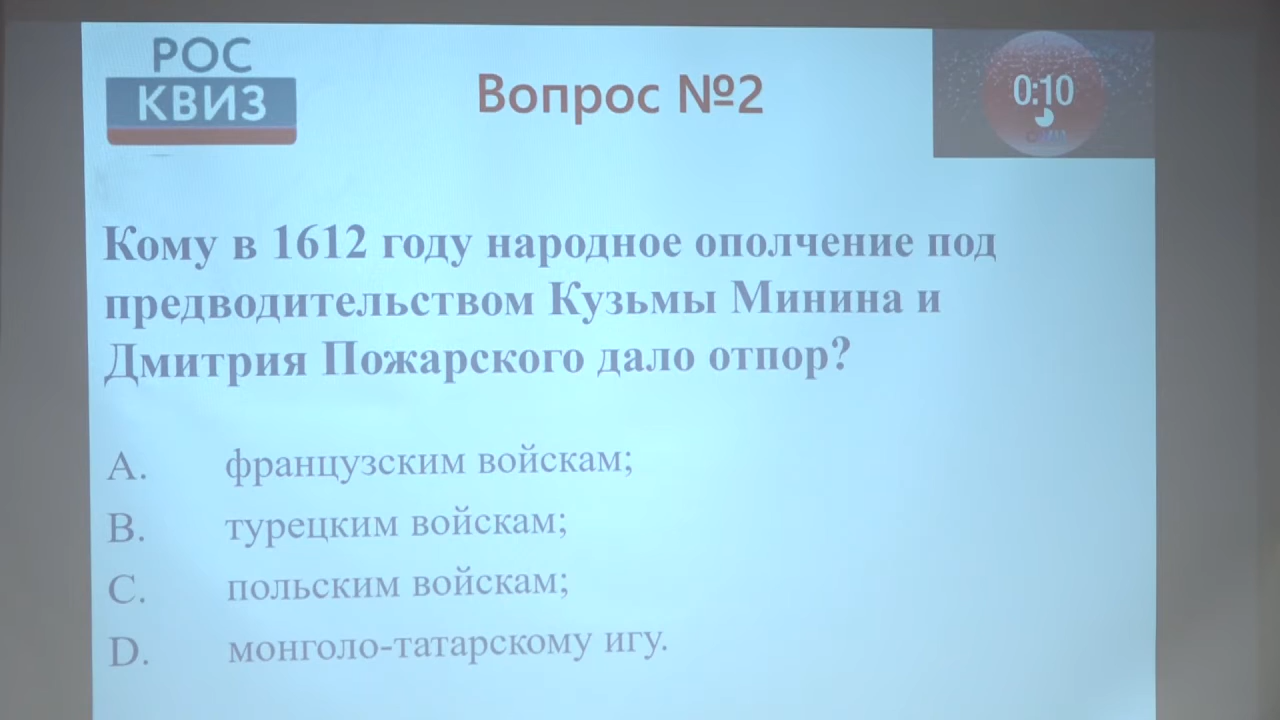 РОС
КВИЗ
Вопрос №2
0:10
Кому в 1612 году народное ополчение под
предводительством Кузьмы Минина и
Дмитрия Пожарского дало отпор?
A. французским войскам;
B. турецким войскам;
C. польским войскам;
D. монголо-татарскому игу.